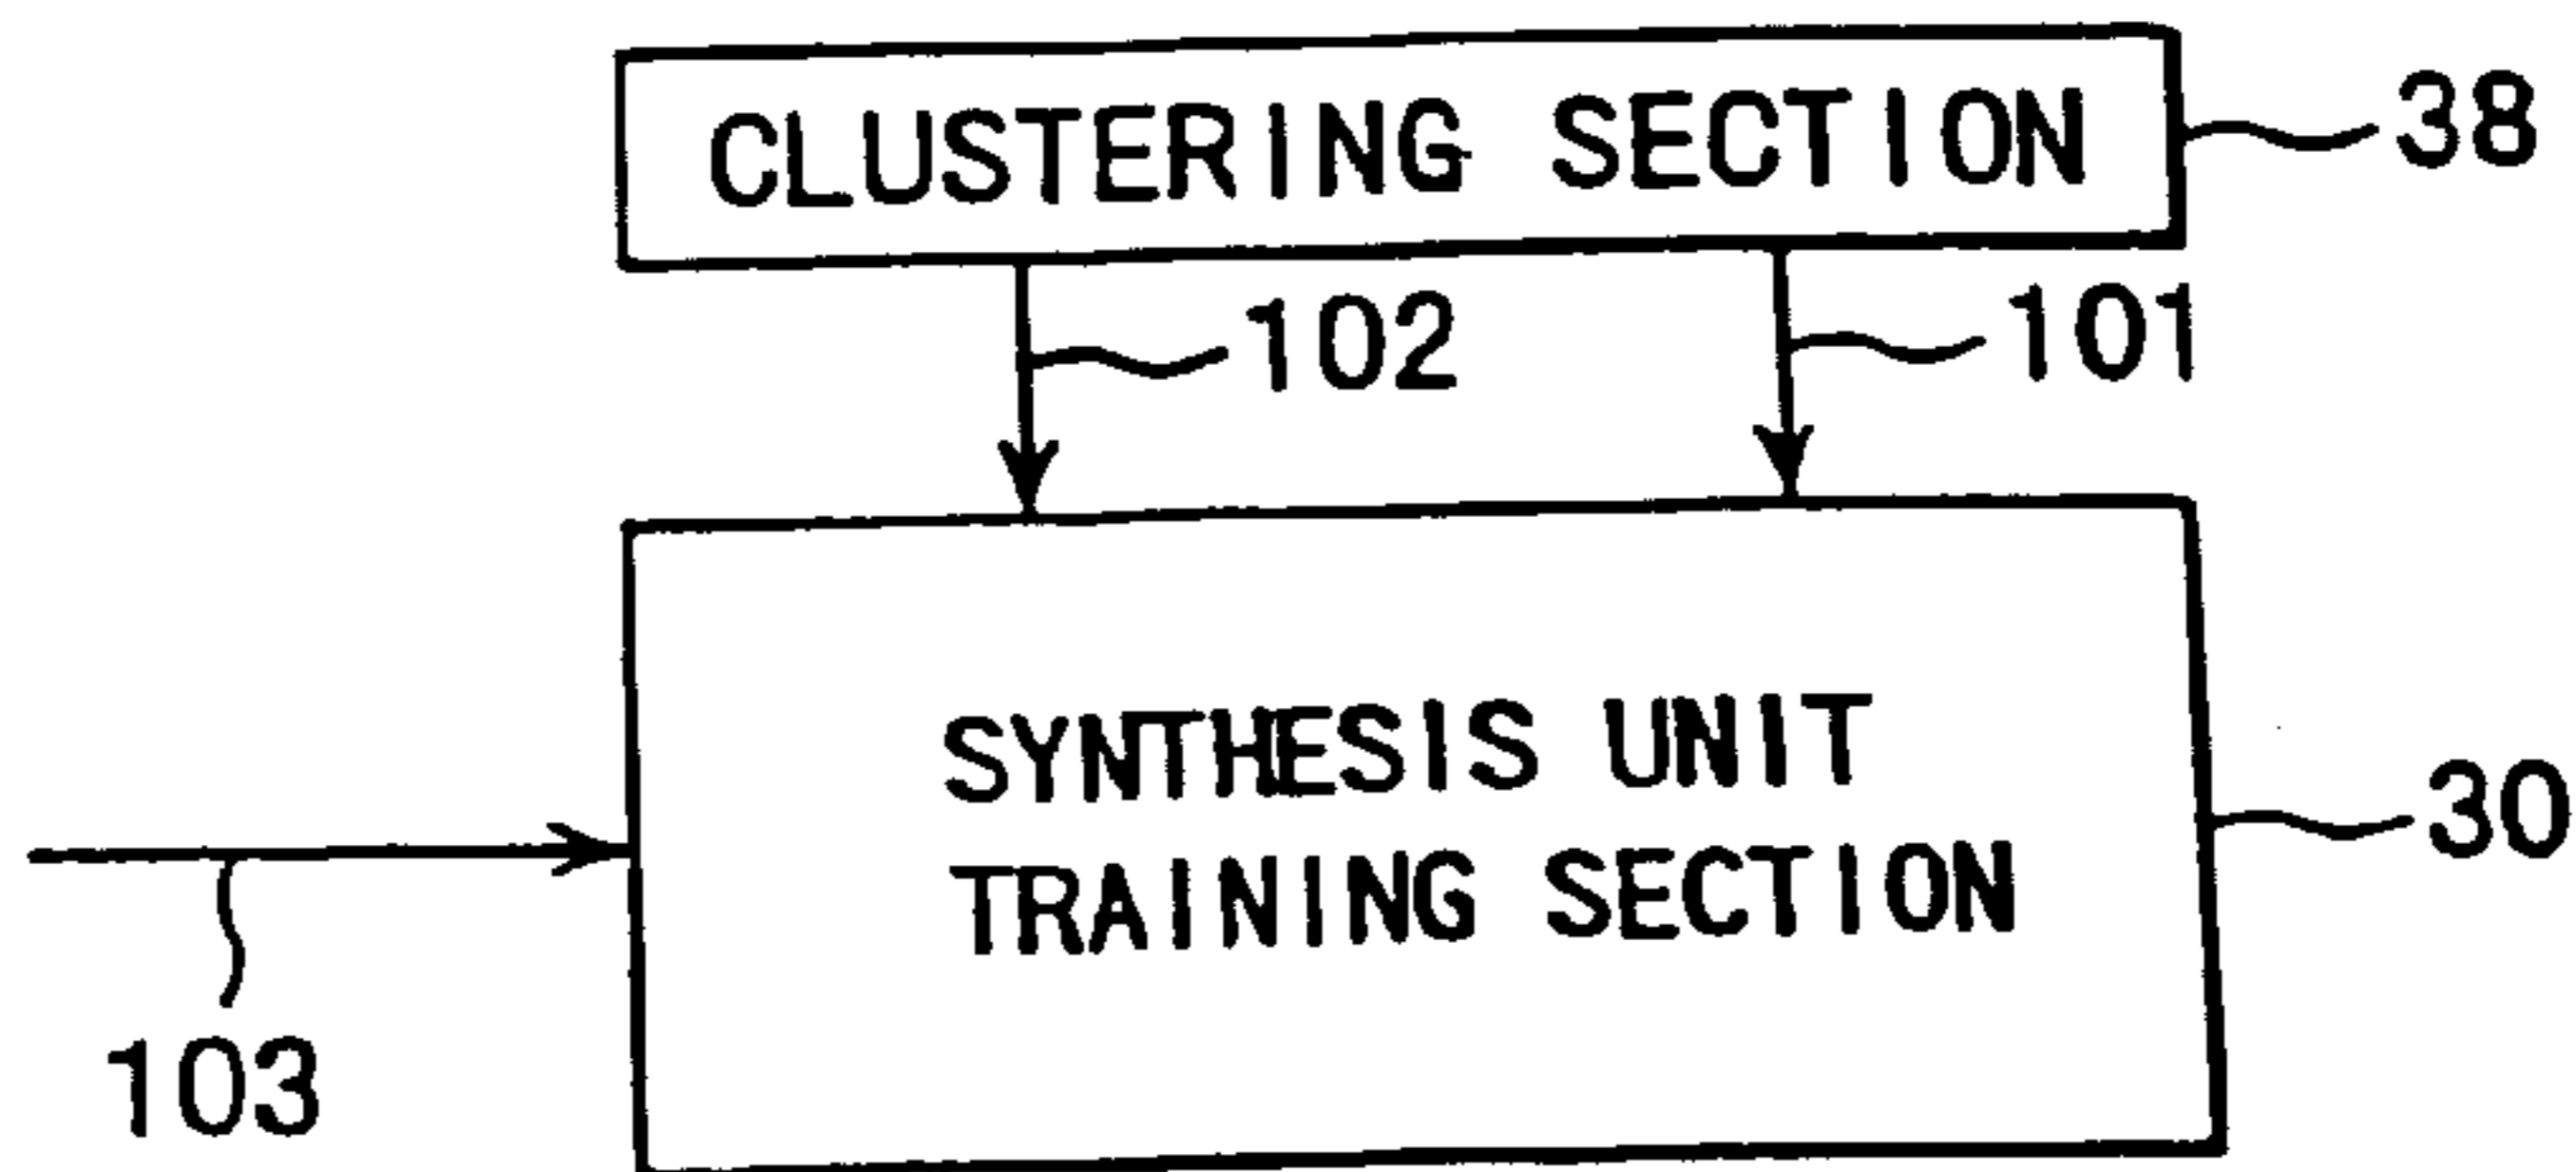 CLUSTERING SECTION
38
102
101
SYNTHESIS UNIT
TRAINING SECTION
30
103